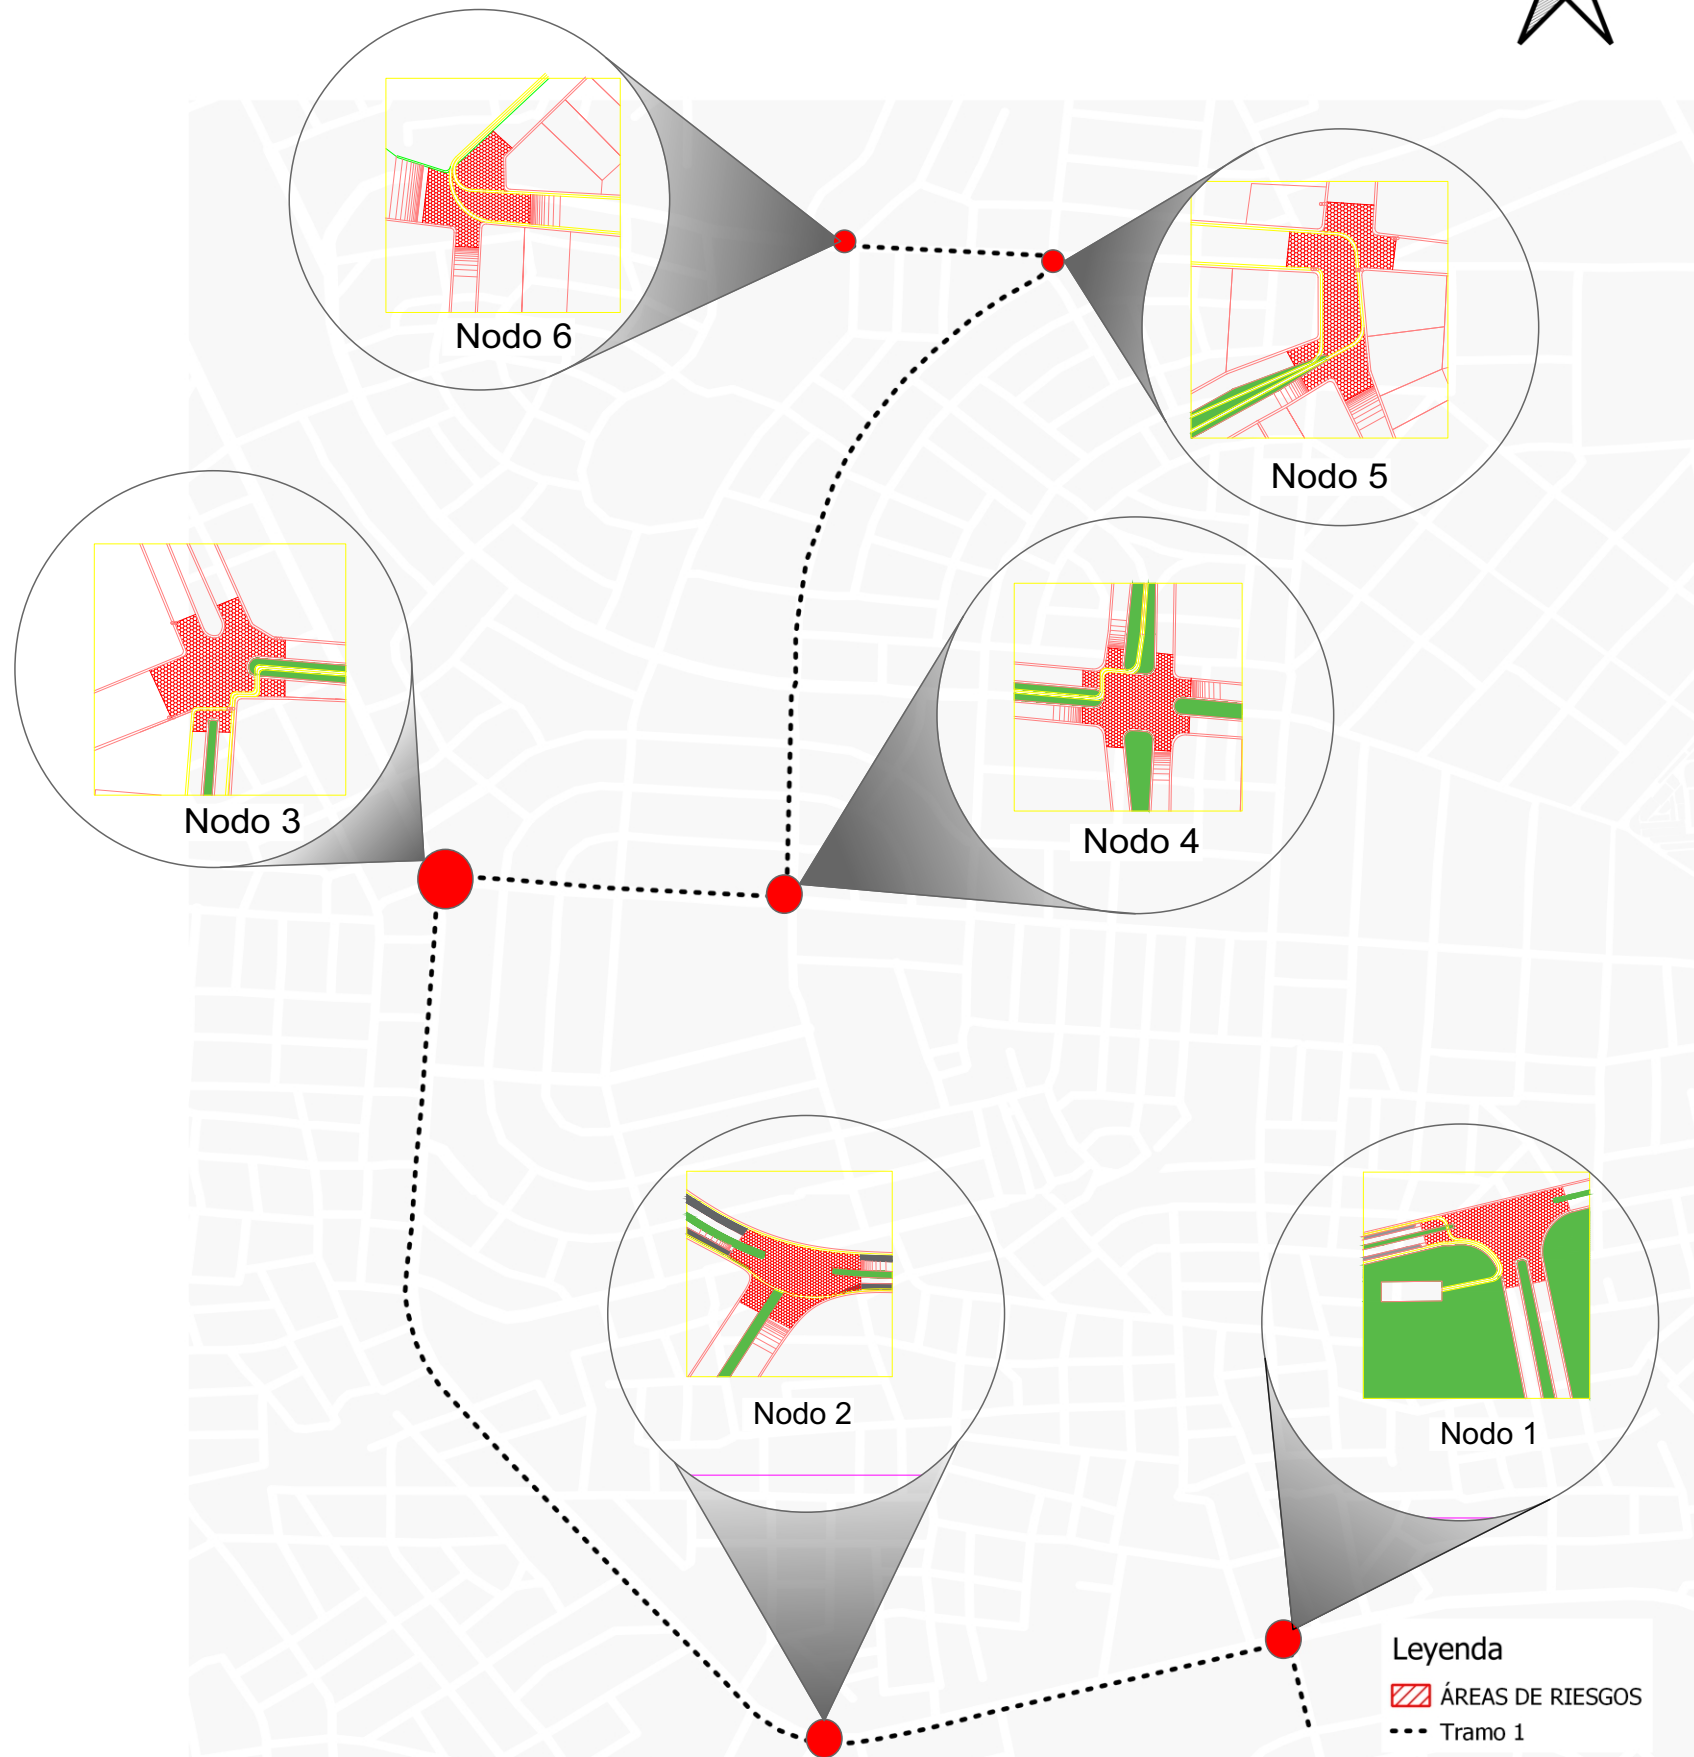 Nodo 6
Nodo 5
Nodo 3
Nodo 4
Nodo 2
Nodo 1
Leyenda
ÁREAS DE RIESGOS
Tramo 1